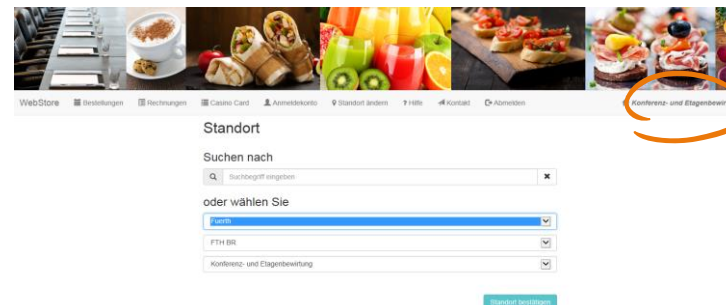 WebStore Bestellungen Rechnungen Casino Card Anmeldekonto Standort ändern ? Hilfe Kontakt Abmelden Konferenz- und Etagenbewir
Standort
Suchen nach
Suchbegriff eingeben
oder wählen Sie
Fuerth
FTH BR
Konferenz- und Etagenbewirtung
Standort bestätigen